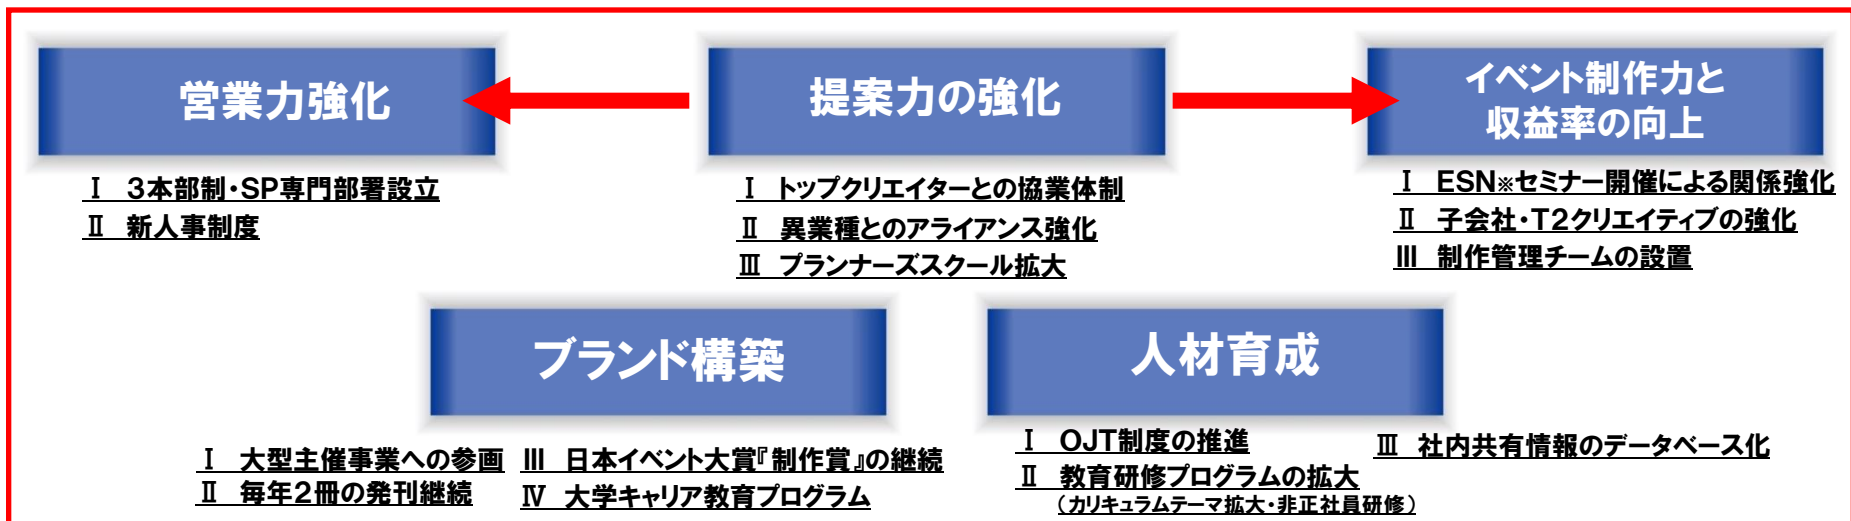 営業力強化
Ⅰ 3本部制・SP専門部署設立
Ⅱ 新人事制度
提案力の強化
Ⅰ トップクリエイターとの協業体制
Ⅱ 異業種とのアライアンス強化
Ⅲ プランナーズスクール拡大
イベント制作力と
収益率の向上
Ⅰ ESN※セミナー開催による関係強化
Ⅱ 子会社・T2クリエイティブの強化
Ⅲ 制作管理チームの設置
ブランド構築
Ⅰ 大型主催事業への参画
Ⅱ 毎年2冊の発刊継続
Ⅲ 日本イベント大賞『制作賞』の継続
Ⅳ 大学キャリア教育プログラム
人材育成
Ⅰ OJT制度の推進
Ⅱ 教育研修プログラムの拡大
(カリキュラムテーマ拡大・非正社員研修)
Ⅲ 社内共有情報のデータベース化